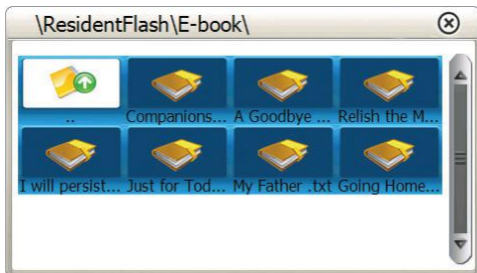 \ResidentFlash\E-book\
.. Companions... A Goodbye ... Relish the M...
I will persist... Just for Tod... My Father .txt Going Home...